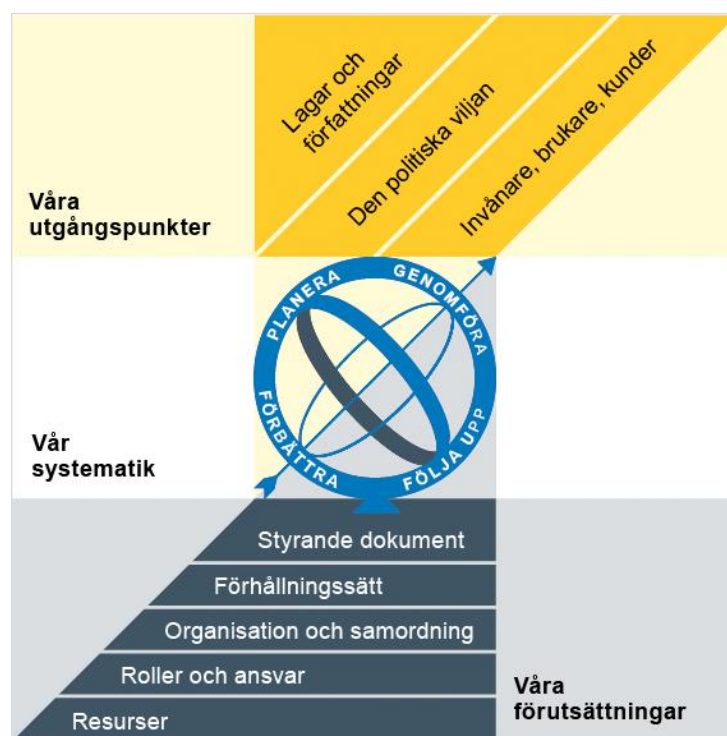 Lagar och
författningar
Den politiska viljan
Invånare, brukare, kunder
Våra
utgångspunkter
PLANERA
GENOMFÖRA
FÖLJA UPP
FÖRBÄTTRA
Vår
systematik
Styrande dokument
Förhållningssätt
Organisation och samordning
Roller och ansvar
Resurser
Våra
förutsättningar